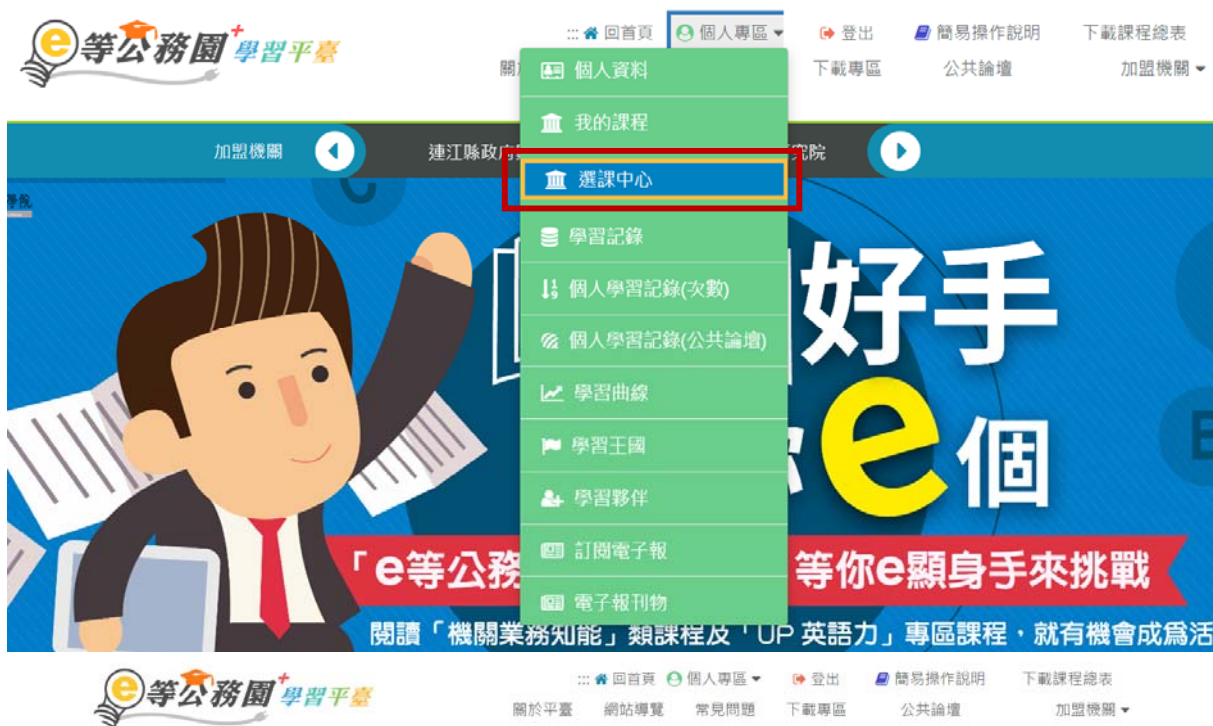 e等公務園+學習平臺
::: 回首頁 個人專區 登出 簡易操作說明 下載課程總表
關 下載專區 公共論壇 加盟機關
個人資料
我的課程
加盟機關 連江縣政府 究院
選課中心
學習記錄
個人學習記錄(次數)
個人學習記錄(公共論壇)
學習曲線
學習王國
學習夥伴
訂閱電子報
電子報刊物
好手
e個
「e等公務 等你e顯身手來挑戰
閱讀「機關業務知能」類課程及「UP 英語力」專區課程,就有機會成為活
e等公務園+學習平臺
::: 回首頁 個人專區 登出 簡易操作說明 下載課程總表
關於平臺 網站導覽 常見問題 下載專區 公共論壇 加盟機關